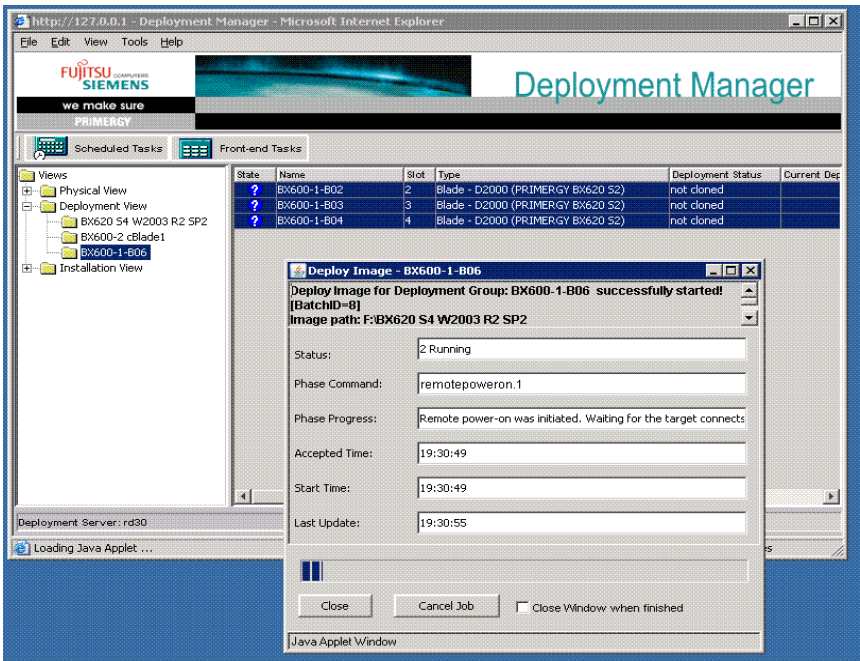 http://127.0.0.1 - Deployment Manager - Microsoft Internet Explorer
File Edit View Tools Help
FUJITSU COMPUTERS
SIEMENS
Deployment Manager
we make sure
PRIMERGY
Scheduled Tasks Front-end Tasks
Views
Physical View
Deployment View
BX620 S4 W2003 R2 SP2
BX600-2 cBlade1
BX600-1-B06
Installation View
State Name Slot Type Deployment Status Current Dep
? BX600-1-B02 2 Blade - D2000 (PRIMERGY BX620 S2) not cloned
? BX600-1-B03 3 Blade - D2000 (PRIMERGY BX620 S2) not cloned
? BX600-1-B04 4 Blade - D2000 (PRIMERGY BX620 S2) not cloned
Deploy Image - BX600-1-B06
Deploy Image for Deployment Group: BX600-1-B06 successfully started!
[BatchID=8]
Image path: F:\BX620 S4 W2003 R2 SP2
Status: 2 Running
Phase Command: remotepoweron.1
Phase Progress: Remote power-on was initiated. Waiting for the target connects
Accepted Time: 19:30:49
Start Time: 19:30:49
Last Update: 19:30:55
Close Cancel Job Close Window when finished
Java Applet Window
Deployment Server: rd30
Loading Java Applet ...